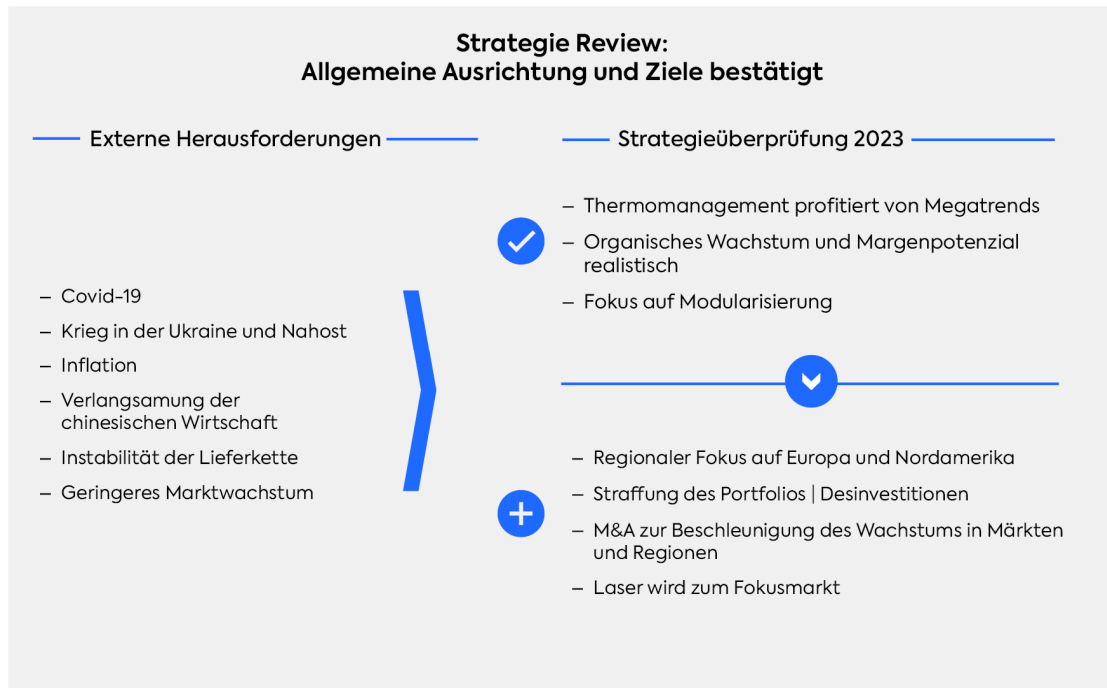 Strategie Review:
Allgemeine Ausrichtung und Ziele bestätigt
Externe Herausforderungen
– Covid-19
– Krieg in der Ukraine und Nahost
– Inflation
– Verlangsamung der
chinesischen Wirtschaft
– Instabilität der Lieferkette
– Geringeres Marktwachstum
Strategieüberprüfung 2023
– Thermomanagement profitiert von Megatrends
– Organisches Wachstum und Margenpotenzial
realistisch
– Fokus auf Modularisierung
– Regionaler Fokus auf Europa und Nordamerika
– Straffung des Portfolios | Desinvestitionen
– M&A zur Beschleunigung des Wachstums in Märkten
und Regionen
– Laser wird zum Fokusmarkt